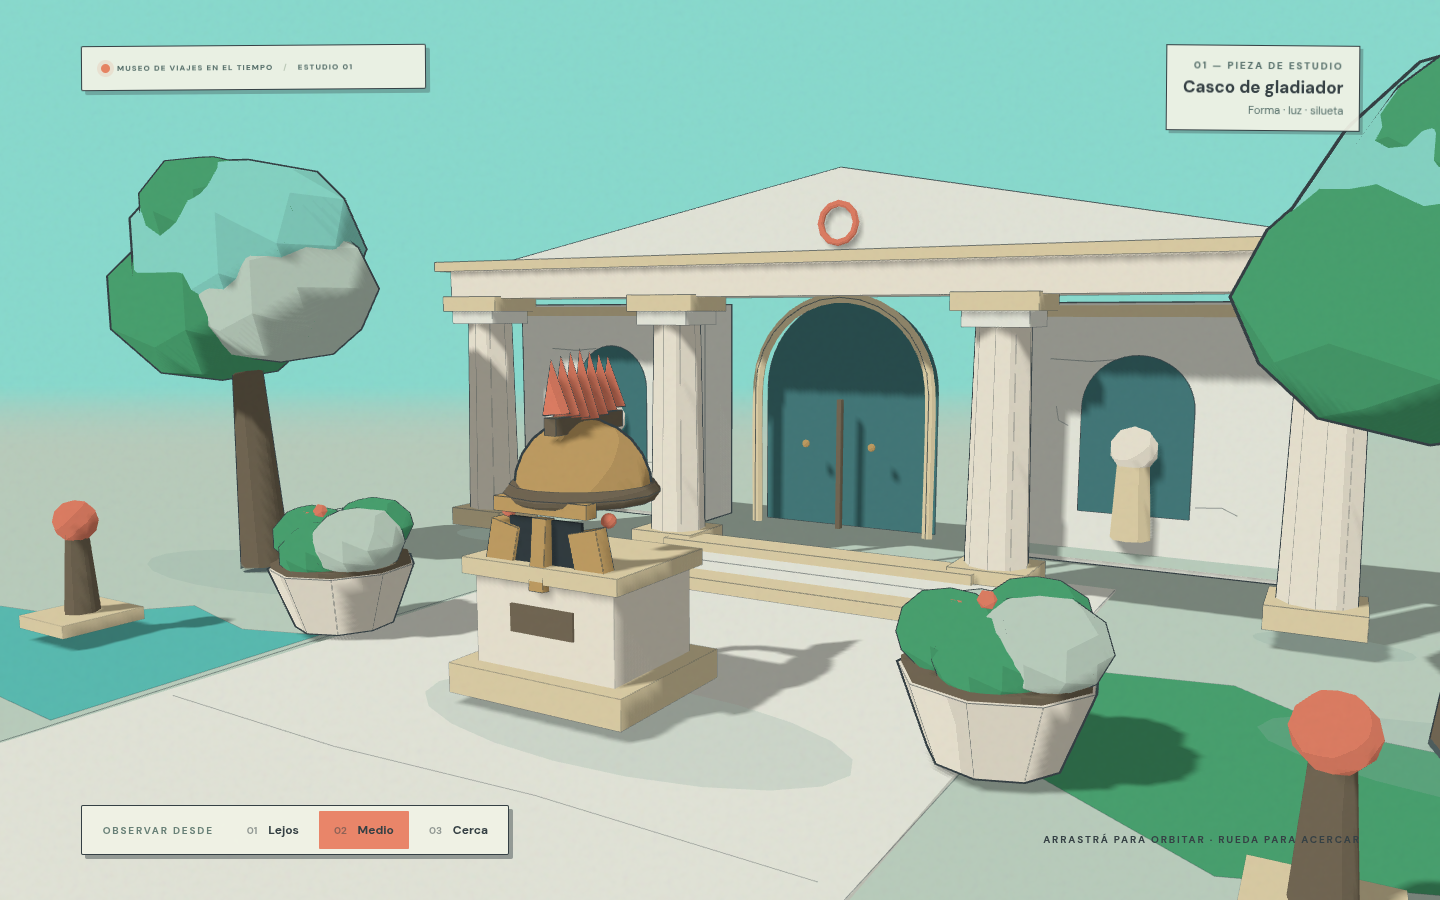 MUSEO DE VIAJES EN EL TIEMPO / ESTUDIO 01
01 — PIEZA DE ESTUDIO
Casco de gladiador
Forma · luz · silueta
OBSERVAR DESDE 01 Lejos 02 Medio 03 Cerca
ARRASTRÁ PARA ORBITAR · RUEDA PARA ACERCAR